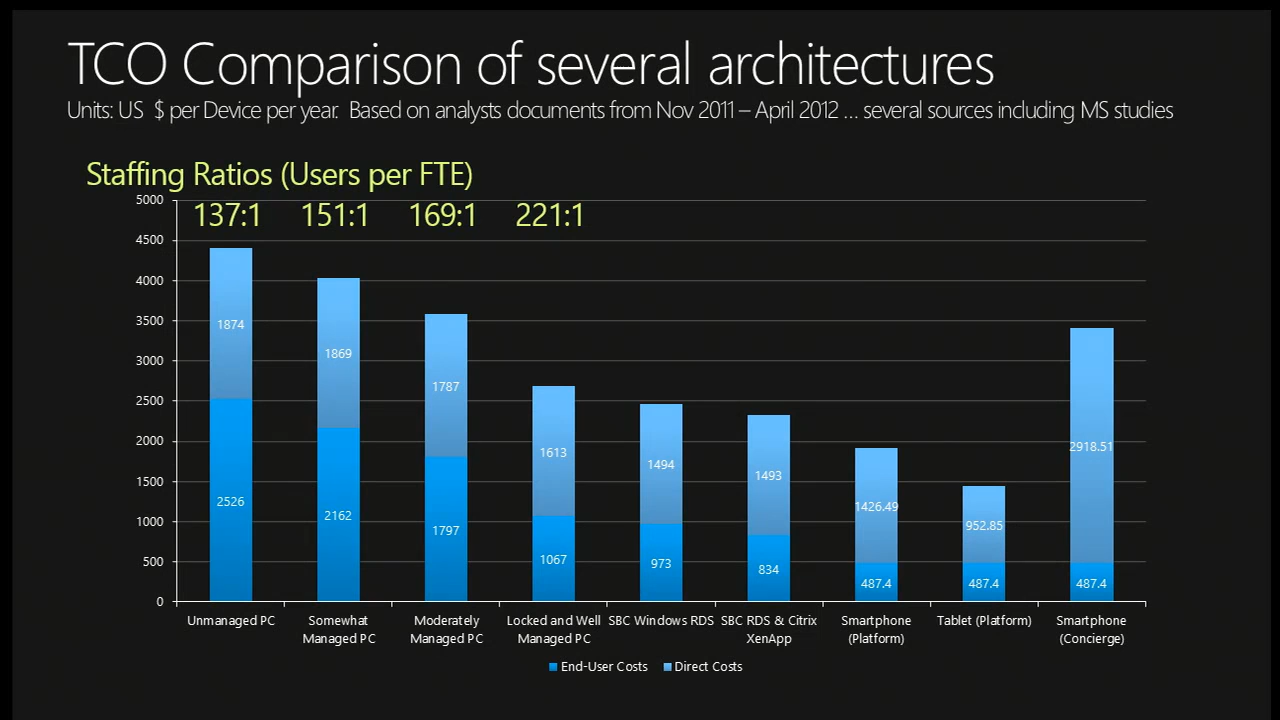 TCO Comparison of several architectures
Units: US $ per Device per year. Based on analysts documents from Nov 2011 – April 2012 ... several sources including MS studies
Staffing Ratios (Users per FTE)
137:1 151:1 169:1 221:1
5000
4500
4000
3500
3000
2500
2000
1500
1000
500
0
1874
1869
1787
1613
1494
1493
1426.49
952.85
2918.51
2526
2162
1797
1067
973
834
487.4
487.4
487.4
Unmanaged PC
Somewhat
Managed PC
Moderately
Managed PC
Locked and Well
Managed PC
SBC Windows RDS
SBC RDS & Citrix
XenApp
Smartphone
(Platform)
Tablet (Platform)
Smartphone
(Concierge)
End-User Costs
Direct Costs